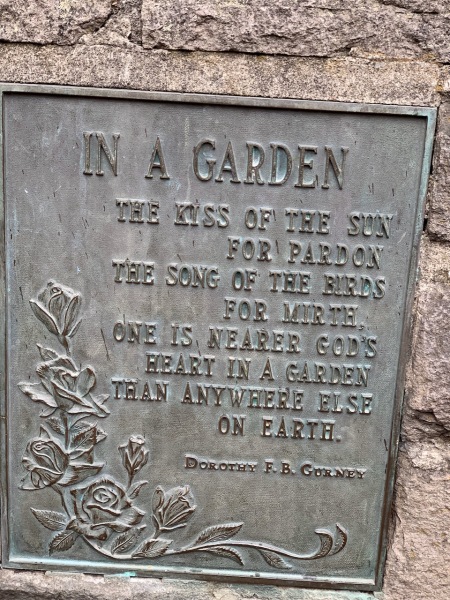 IN A GARDEN
THE KISS OF THE SUN
FOR PARDON
THE SONG OF THE BIRDS
FOR MIRTH,
ONE IS NEARER GOD'S
HEART IN A GARDEN
THAN ANYWHERE ELSE
ON EARTH.
DOROTHY F. B. GURNEY